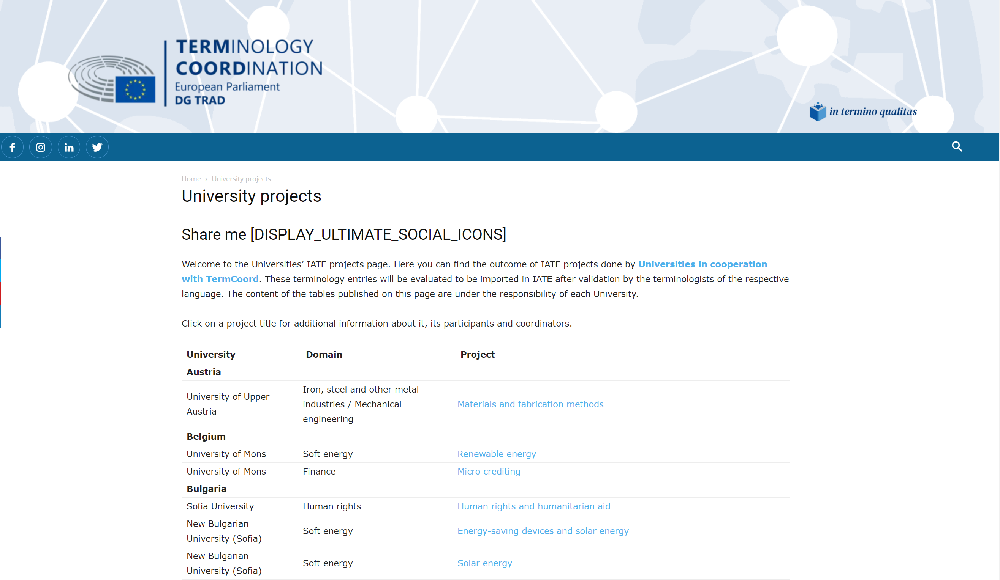 TERMINOLOGY
COORDINATION
European Parliament
DG TRAD
in termino qualitas
Home › University projects
University projects
Share me [DISPLAY_ULTIMATE_SOCIAL_ICONS]
Welcome to the Universities’ IATE projects page. Here you can find the outcome of IATE projects done by Universities in cooperation
with TermCoord. These terminology entries will be evaluated to be imported in IATE after validation by the terminologists of the respective
language. The content of the tables published on this page are under the responsibility of each University.
Click on a project title for additional information about it, its participants and coordinators.
University Domain Project
Austria
University of Upper
Austria
Iron, steel and other metal
industries / Mechanical
engineering
Materials and fabrication methods
Belgium
University of Mons Soft energy Renewable energy
University of Mons Finance Micro crediting
Bulgaria
Sofia University Human rights Human rights and humanitarian aid
New Bulgarian
University (Sofia)
Soft energy
Energy-saving devices and solar energy
New Bulgarian
University (Sofia)
Soft energy
Solar energy